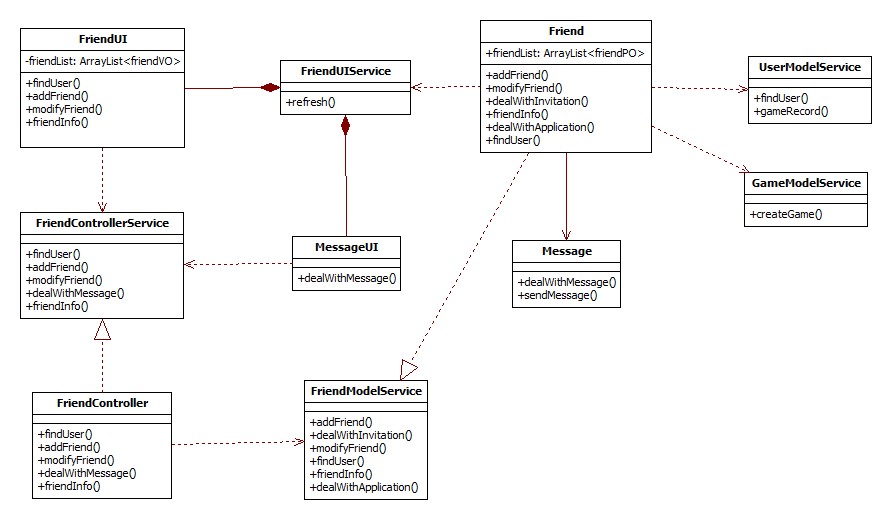 FriendUI
-friendList: ArrayList<friendVO>
+findUser()
+addFriend()
+modifyFriend()
+friendInfo()
FriendUIService
+refresh()
Friend
+friendList: ArrayList<friendPO>
+addFriend()
+modifyFriend()
+dealWithInvitation()
+friendInfo()
+dealWithApplication()
+findUser()
UserModelService
+findUser()
+gameRecord()
GameModelService
+createGame()
FriendControllerService
+findUser()
+addFriend()
+modifyFriend()
+dealWithMessage()
+friendInfo()
MessageUI
+dealWithMessage()
Message
+dealWithMessage()
+sendMessage()
FriendController
+findUser()
+addFriend()
+modifyFriend()
+dealWithMessage()
+friendInfo()
FriendModelService
+addFriend()
+dealWithInvitation()
+modifyFriend()
+findUser()
+friendInfo()
+dealWithApplication()